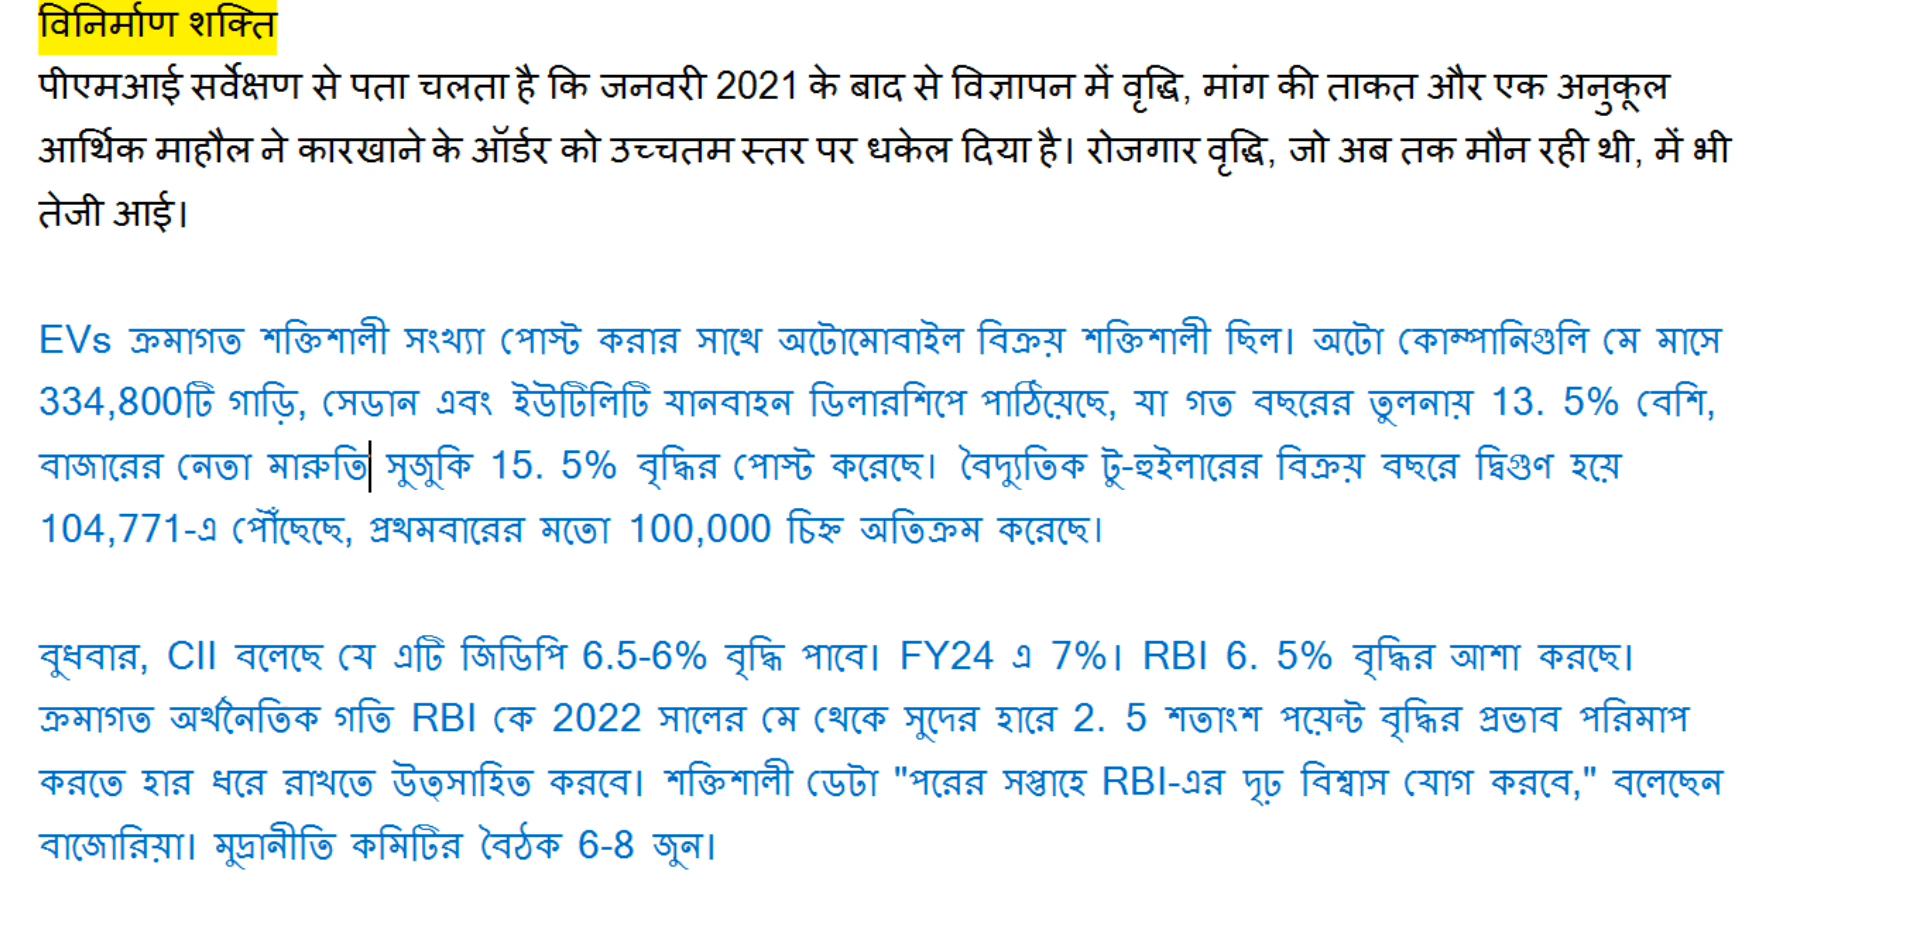 विनिर्माण शक्ति
पीएमआई सर्वेक्षण से पता चलता है कि जनवरी 2021 के बाद से विज्ञापन में वृद्धि, मांग की ताकत और एक अनुकूल
आर्थिक माहौल ने कारखाने के ऑर्डर को उच्चतम स्तर पर धकेल दिया है। रोजगार वृद्धि, जो अब तक मौन रही थी, में भी
तेजी आई।
EVs ক্রমাগত শক্তিশালী সংখ্যা পোস্ট করার সাথে অটোমোবাইল বিক্রয় শক্তিশালী ছিল। অটো কোম্পানিগুলি মে মাসে
334,800টি গাড়ি, সেডান এবং ইউটিলিটি যানবাহন ডিলারশিপে পাঠিয়েছে, যা গত বছরের তুলনায় 13. 5% বেশি,
বাজারের নেতা মারুতি সুজুকি 15. 5% বৃদ্ধির পোস্ট করেছে। বৈদ্যুতিক টু-হুইলারের বিক্রয় বছরে দ্বিগুণ হয়ে
104,771-এ পৌঁছেছে, প্রথমবারের মতো 100,000 চিহ্ন অতিক্রম করেছে।
বুধবার, CII বলেছে যে এটি জিডিপি 6.5-6% বৃদ্ধি পাবে। FY24 এ 7%। RBI 6. 5% বৃদ্ধির আশা করছে।
ক্রমাগত অর্থনৈতিক গতি RBI কে 2022 সালের মে থেকে সুদের হারে 2. 5 শতাংশ পয়েন্ট বৃদ্ধির প্রভাব পরিমাপ
করতে হার ধরে রাখতে উত্সাহিত করবে। শক্তিশালী ডেটা "পরের সপ্তাহে RBI-এর দৃঢ় বিশ্বাস যোগ করবে," বলেছেন
বাজোরিয়া। মুদ্রানীতি কমিটির বৈঠক 6-8 জুন।